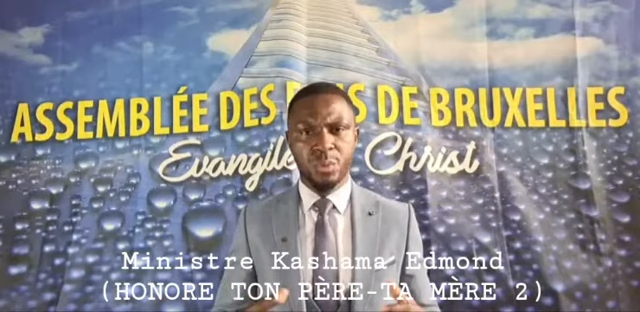 ASSEMBLÉE DES S DE BRUXELLES
Evangile Christ
Ministre Kashama Edmond
(HONORE TON PÈRE-TA MÈRE 2)